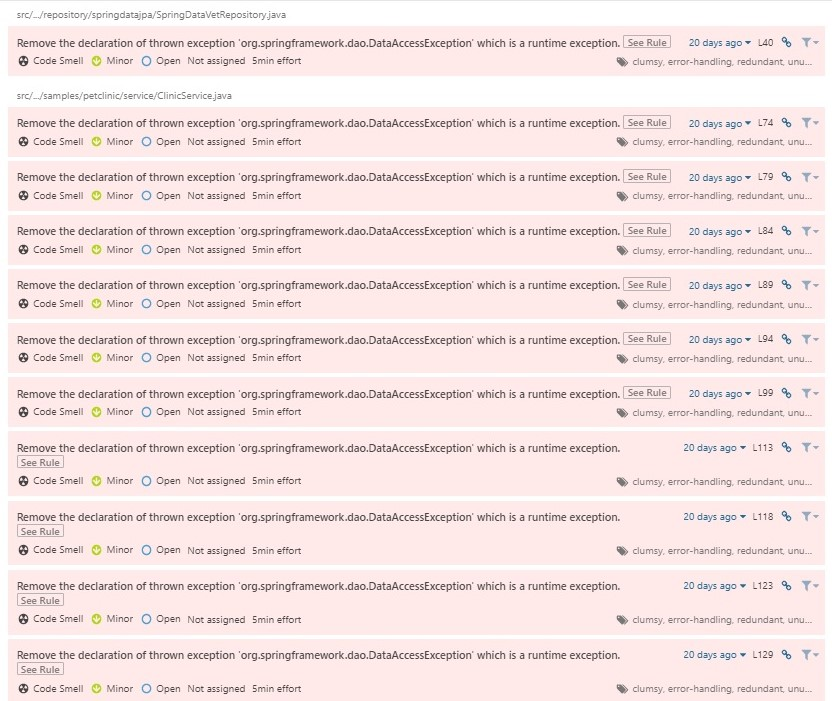 src/.../repository/springdatajpa/SpringDataVetRepository.java
Remove the declaration of thrown exception 'org.springframework.dao.DataAccessException' which is a runtime exception. See Rule 20 days ago L40
Code Smell Minor Open Not assigned 5min effort clumsy, error-handling, redundant, unu...
src/.../samples/petclinic/service/ClinicService.java
Remove the declaration of thrown exception 'org.springframework.dao.DataAccessException' which is a runtime exception. See Rule 20 days ago L74
Code Smell Minor Open Not assigned 5min effort clumsy, error-handling, redundant, unu...
Remove the declaration of thrown exception 'org.springframework.dao.DataAccessException' which is a runtime exception. See Rule 20 days ago L79
Code Smell Minor Open Not assigned 5min effort clumsy, error-handling, redundant, unu...
Remove the declaration of thrown exception 'org.springframework.dao.DataAccessException' which is a runtime exception. See Rule 20 days ago L84
Code Smell Minor Open Not assigned 5min effort clumsy, error-handling, redundant, unu...
Remove the declaration of thrown exception 'org.springframework.dao.DataAccessException' which is a runtime exception. See Rule 20 days ago L89
Code Smell Minor Open Not assigned 5min effort clumsy, error-handling, redundant, unu...
Remove the declaration of thrown exception 'org.springframework.dao.DataAccessException' which is a runtime exception. See Rule 20 days ago L94
Code Smell Minor Open Not assigned 5min effort clumsy, error-handling, redundant, unu...
Remove the declaration of thrown exception 'org.springframework.dao.DataAccessException' which is a runtime exception. See Rule 20 days ago L99
Code Smell Minor Open Not assigned 5min effort clumsy, error-handling, redundant, unu...
Remove the declaration of thrown exception 'org.springframework.dao.DataAccessException' which is a runtime exception. 20 days ago L113
See Rule
Code Smell Minor Open Not assigned 5min effort clumsy, error-handling, redundant, unu...
Remove the declaration of thrown exception 'org.springframework.dao.DataAccessException' which is a runtime exception. 20 days ago L118
See Rule
Code Smell Minor Open Not assigned 5min effort clumsy, error-handling, redundant, unu...
Remove the declaration of thrown exception 'org.springframework.dao.DataAccessException' which is a runtime exception. 20 days ago L123
See Rule
Code Smell Minor Open Not assigned 5min effort clumsy, error-handling, redundant, unu...
Remove the declaration of thrown exception 'org.springframework.dao.DataAccessException' which is a runtime exception. 20 days ago L129
See Rule
Code Smell Minor Open Not assigned 5min effort clumsy, error-handling, redundant, unu...